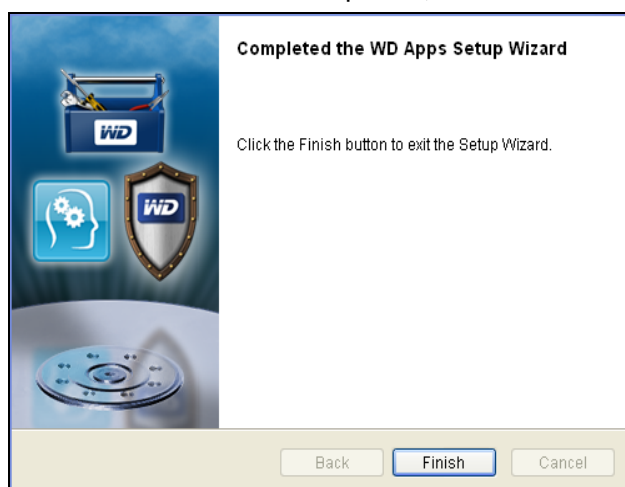 Completed the WD Apps Setup Wizard
WD
Click the Finish button to exit the Setup Wizard.
WD
Back
Finish
Cancel